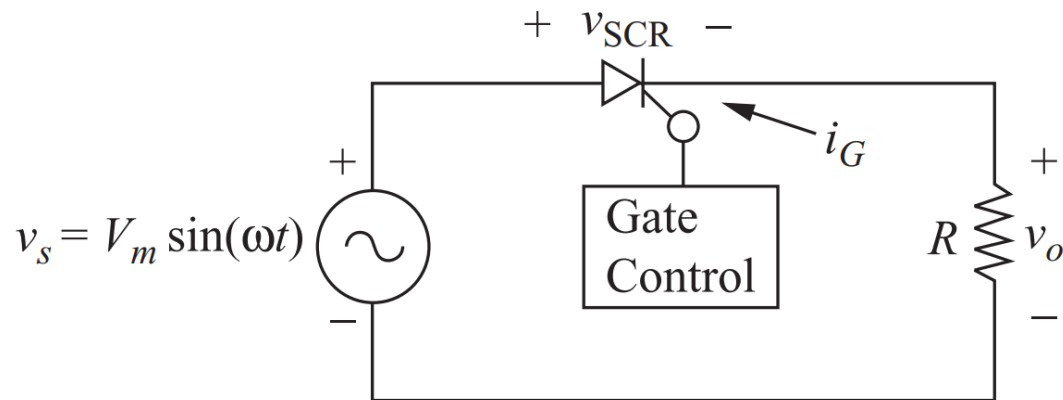 + v_SCR −
i_G
+
v_s = V_m sin(ωt)
−
Gate
Control
+
R
v_o
−